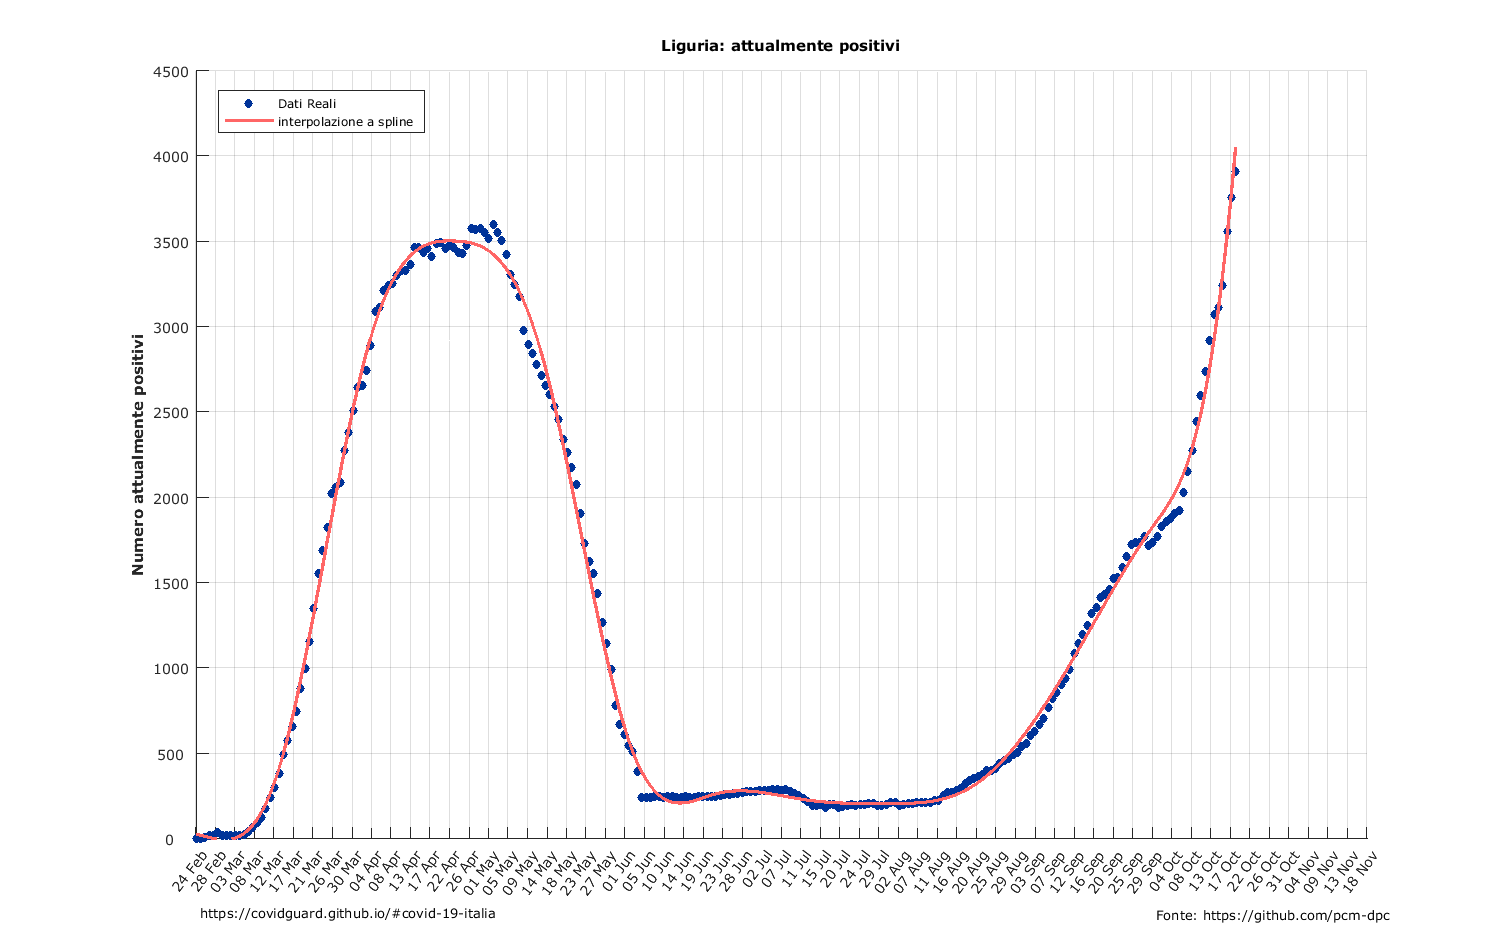 Liguria: attualmente positivi
Dati Reali
interpolazione a spline
Numero attualmente positivi
4500
4000
3500
3000
2500
2000
1500
1000
500
0
24 Feb
28 Feb
03 Mar
08 Mar
12 Mar
17 Mar
21 Mar
26 Mar
30 Mar
04 Apr
08 Apr
13 Apr
17 Apr
22 Apr
26 Apr
01 May
05 May
09 May
14 May
18 May
23 May
27 May
01 Jun
05 Jun
10 Jun
14 Jun
19 Jun
23 Jun
28 Jun
02 Jul
07 Jul
11 Jul
15 Jul
20 Jul
24 Jul
29 Jul
02 Aug
07 Aug
11 Aug
16 Aug
20 Aug
25 Aug
29 Aug
03 Sep
07 Sep
12 Sep
16 Sep
20 Sep
25 Sep
29 Sep
04 Oct
08 Oct
13 Oct
17 Oct
22 Oct
26 Oct
31 Oct
04 Nov
09 Nov
13 Nov
18 Nov
https://covidguard.github.io/#covid-19-italia
Fonte: https://github.com/pcm-dpc